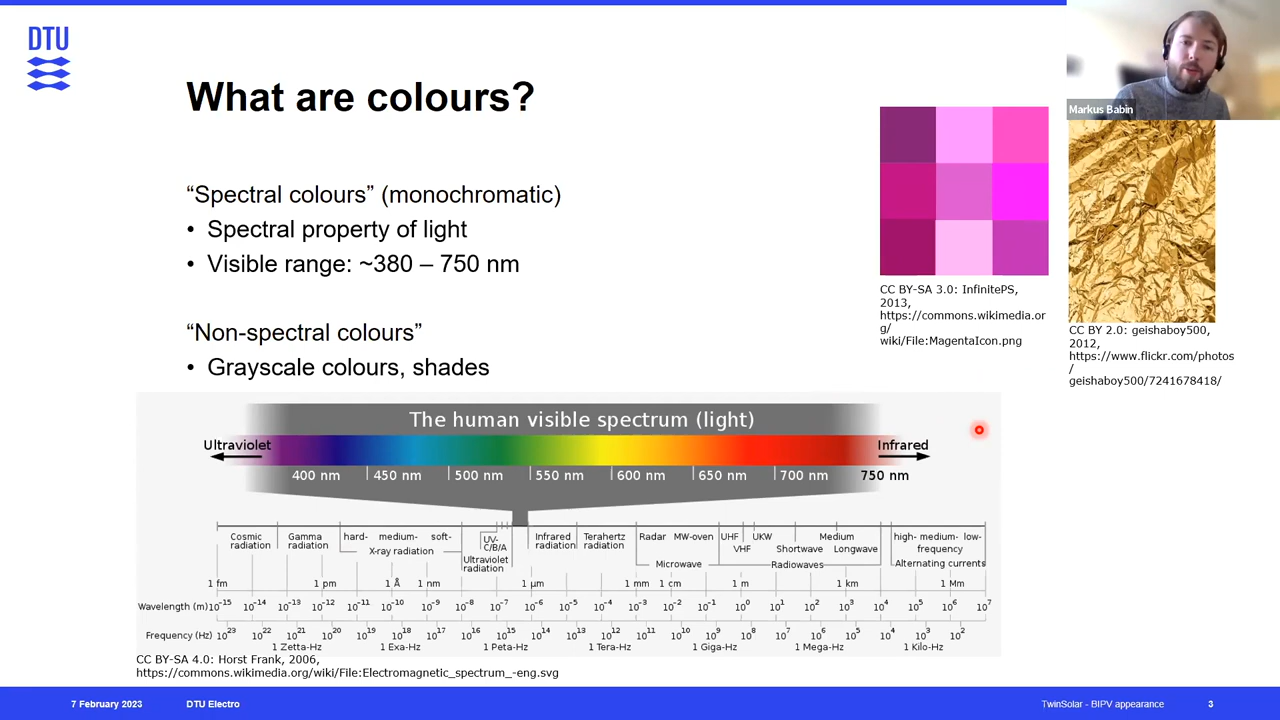 DTU
What are colours?
“Spectral colours” (monochromatic)
• Spectral property of light
• Visible range: ~380 – 750 nm
“Non-spectral colours”
• Grayscale colours, shades
Markus Babin
CC BY-SA 3.0: InfinitePS,
2013,
https://commons.wikimedia.or
g/
wiki/File:MagentaIcon.png
CC BY 2.0: geishaboy500,
2012,
https://www.flickr.com/photos
/
geishaboy500/7241678418/
The human visible spectrum (light)
Ultraviolet
Infrared
400 nm 450 nm 500 nm 550 nm 600 nm 650 nm 700 nm 750 nm
Cosmic radiation
Gamma radiation
hard- medium- soft-
X-ray radiation
UV-
C/B/A
Ultraviolet radiation
Infrared radiation
Terahertz radiation
Radar MW-oven
Microwave
UHF
VHF
UKW
Shortwave
Medium
Longwave
Radiowaves
high- medium- low-
frequency
Alternating currents
1 fm 1 pm 1 Å 1 nm 1 µm 1 mm 1 cm 1 m 1 km 1 Mm
Wavelength (m) 10⁻¹⁵ 10⁻¹⁴ 10⁻¹³ 10⁻¹² 10⁻¹¹ 10⁻¹⁰ 10⁻⁹ 10⁻⁸ 10⁻⁷ 10⁻⁶ 10⁻⁵ 10⁻⁴ 10⁻³ 10⁻² 10⁻¹ 10⁰ 10¹ 10² 10³ 10⁴ 10⁵ 10⁶ 10⁷
Frequency (Hz) 10²³ 10²² 10²¹ 10²⁰ 10¹⁹ 10¹⁸ 10¹⁷ 10¹⁶ 10¹⁵ 10¹⁴ 10¹³ 10¹² 10¹¹ 10¹⁰ 10⁹ 10⁸ 10⁷ 10⁶ 10⁵ 10⁴ 10³ 10²
1 Zetta-Hz 1 Exa-Hz 1 Peta-Hz 1 Tera-Hz 1 Giga-Hz 1 Mega-Hz 1 Kilo-Hz
CC BY-SA 4.0: Horst Frank, 2006,
https://commons.wikimedia.org/wiki/File:Electromagnetic_spectrum_-eng.svg
7 February 2023 DTU Electro TwinSolar - BIPV appearance 3